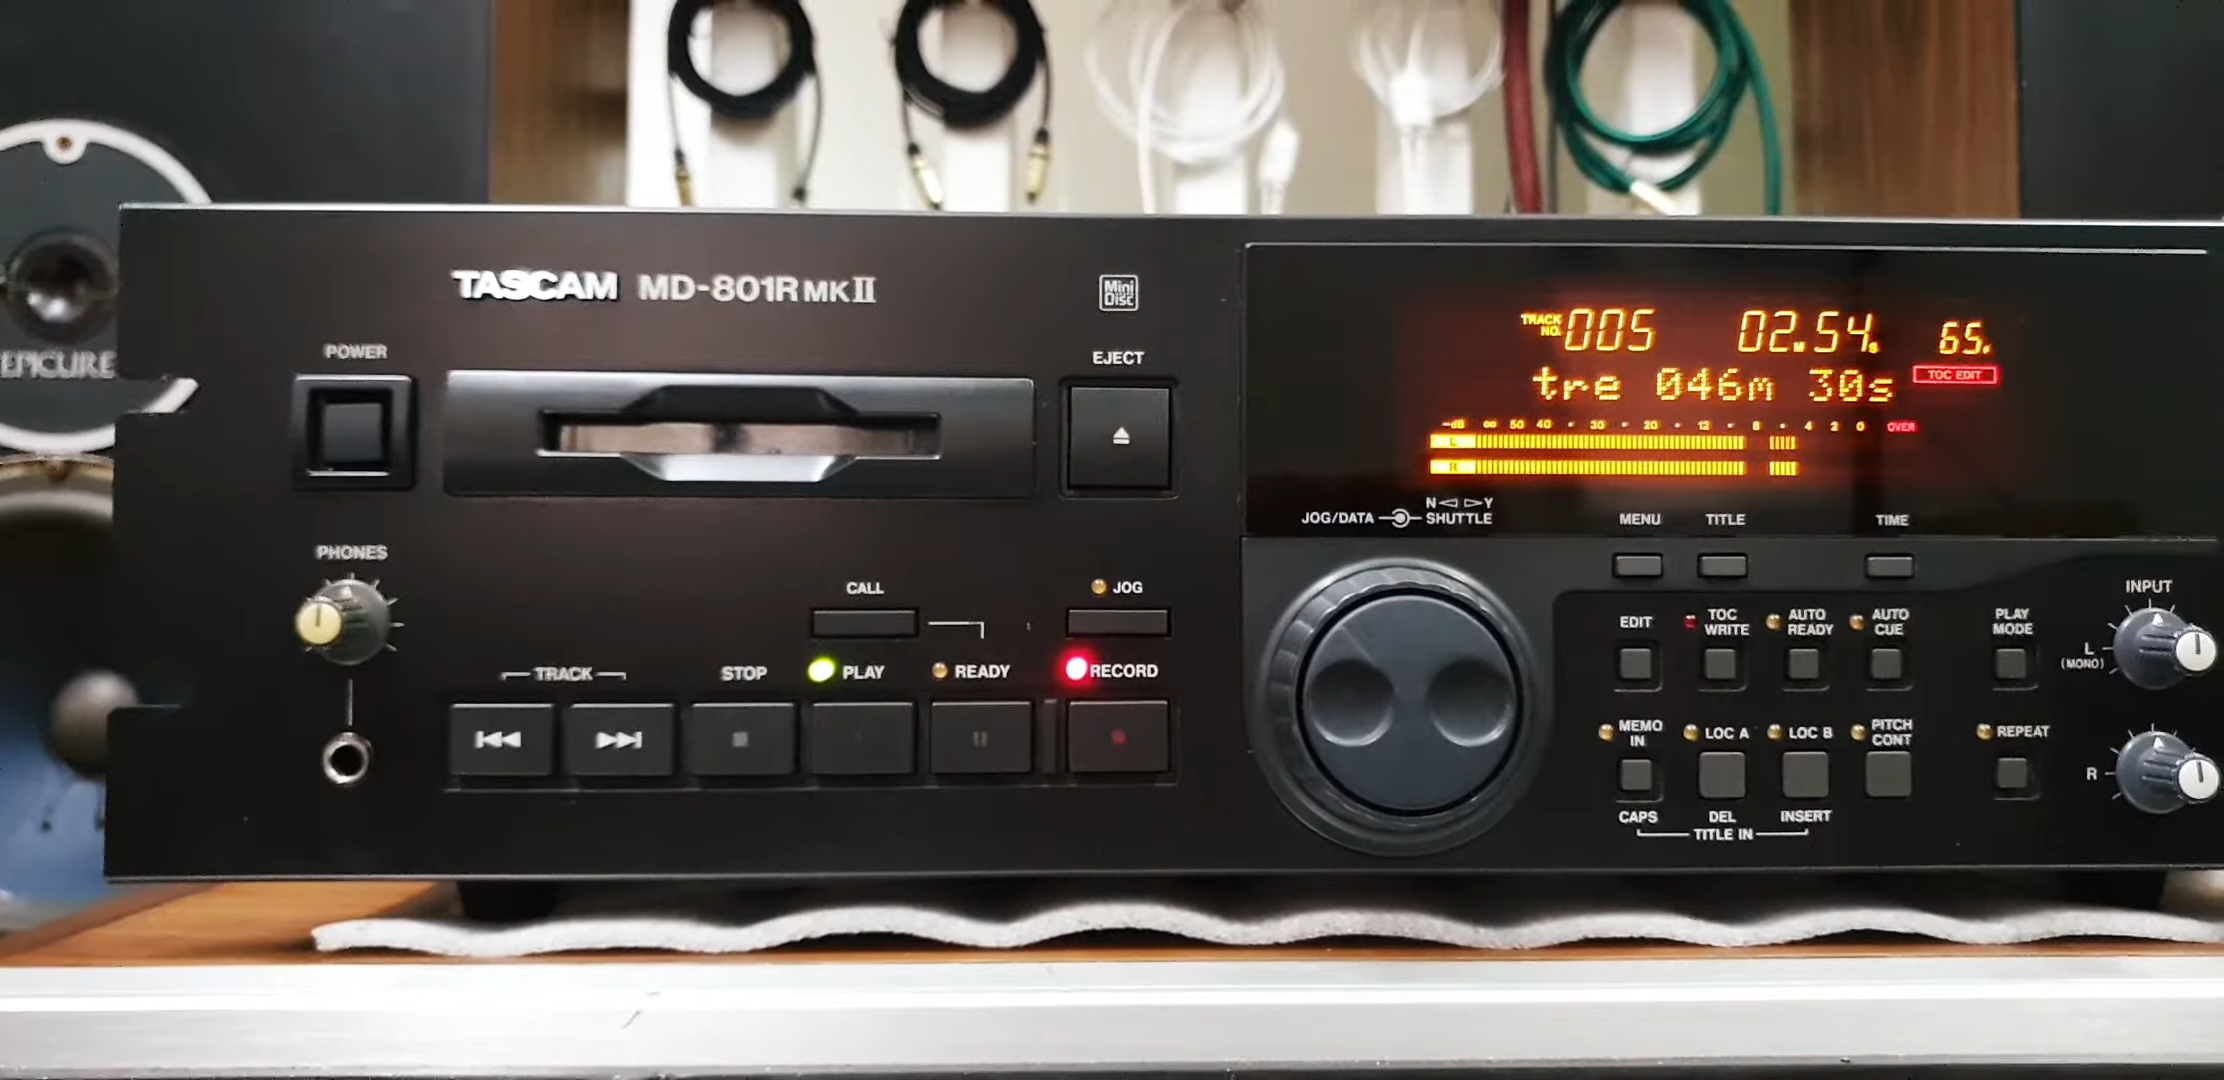 TASCAM MD-801R MKII
Mini Disc
POWER
EJECT
EPICURE
TRACK NO. 005 02M54S 65F
tre 046m 30s
TOC EDIT
-dB ∞ 50 40 • 30 • 20 • 12 • 8 • 4 2 0 OVER
L
R
JOG/DATA
N ◁ ▷ Y
SHUTTLE
MENU
TITLE
TIME
PHONES
CALL
JOG
TRACK
STOP
PLAY
READY
RECORD
EDIT
TOC WRITE
AUTO READY
AUTO CUE
PLAY MODE
INPUT
L
(MONO)
MEMO IN
LOC A
LOC B
PITCH CONT
REPEAT
R
CAPS
DEL
INSERT
TITLE IN